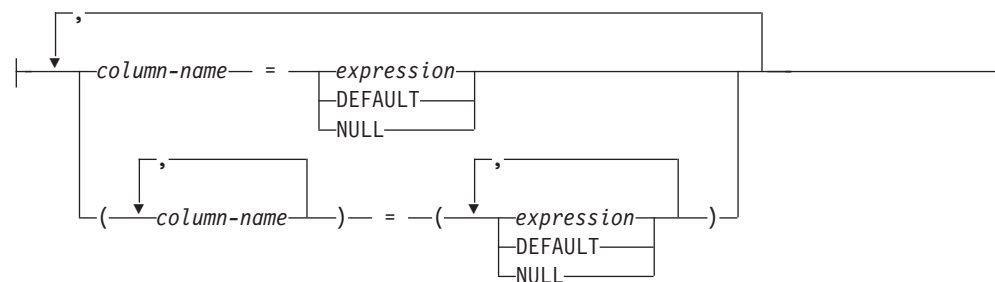 ,
column-name = expression
DEFAULT
NULL
, ,
( column-name ) = ( expression )
DEFAULT
NULL